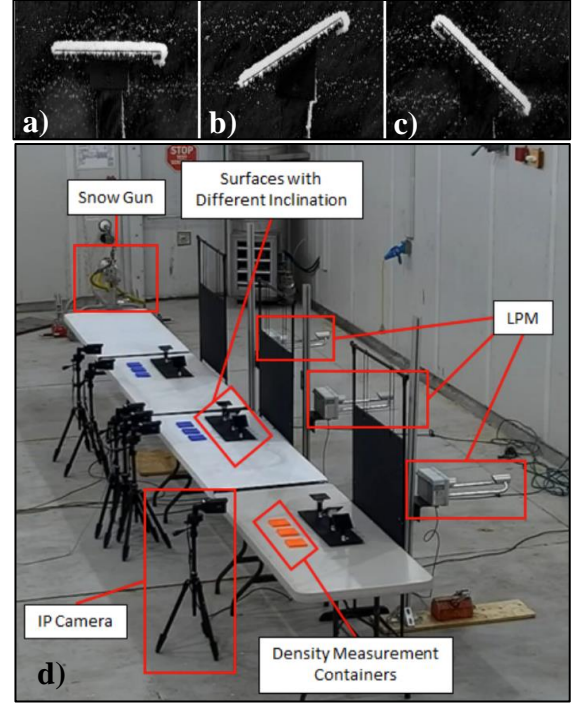 a)
b)
c)
STOP
Surfaces with
Different Inclination
Snow Gun
LPM
IP Camera
Density Measurement
Containers
d)